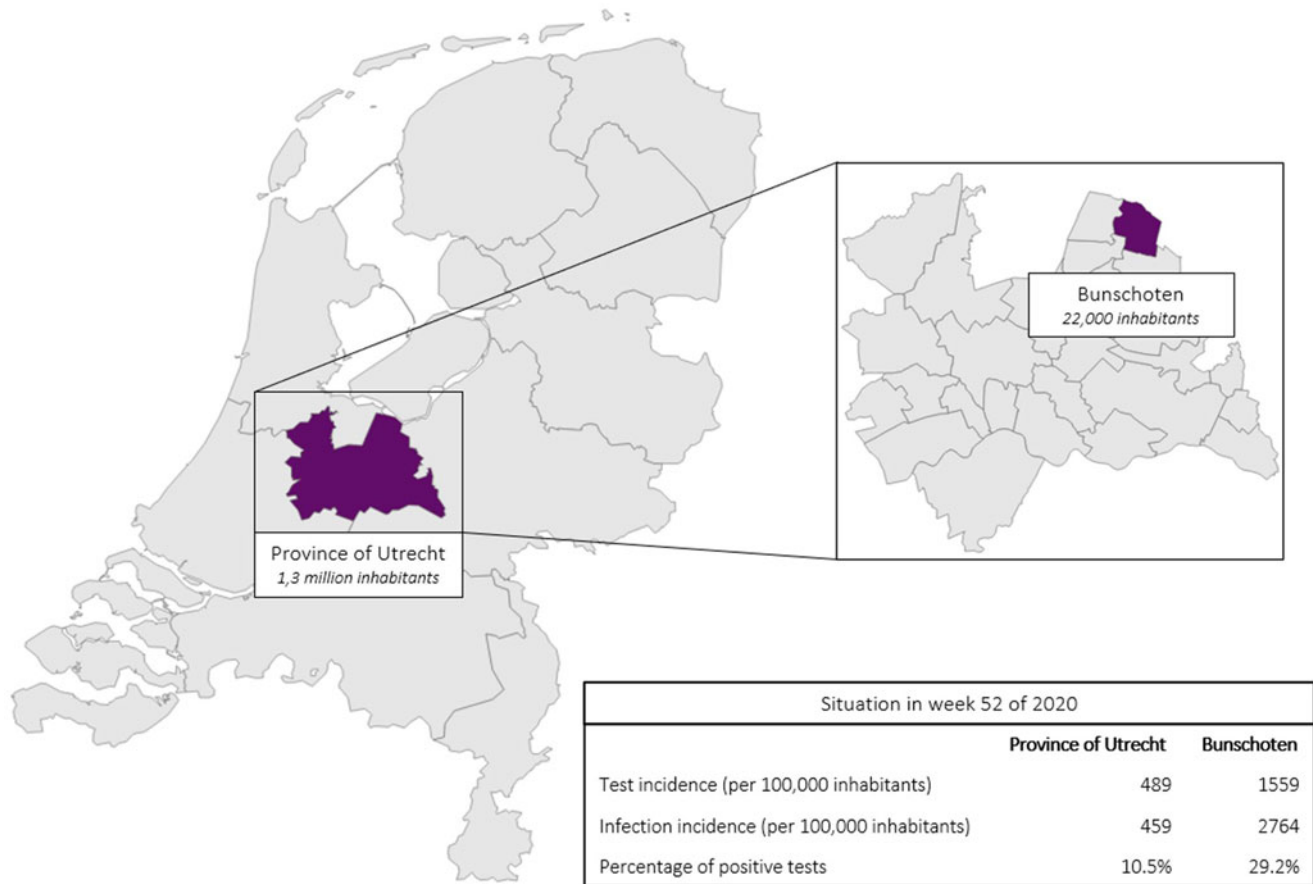 Bunschoten
22,000 inhabitants
Province of Utrecht
1,3 million inhabitants
Situation in week 52 of 2020
Province of Utrecht Bunschoten
Test incidence (per 100,000 inhabitants) 489 1559
Infection incidence (per 100,000 inhabitants) 459 2764
Percentage of positive tests 10.5% 29.2%